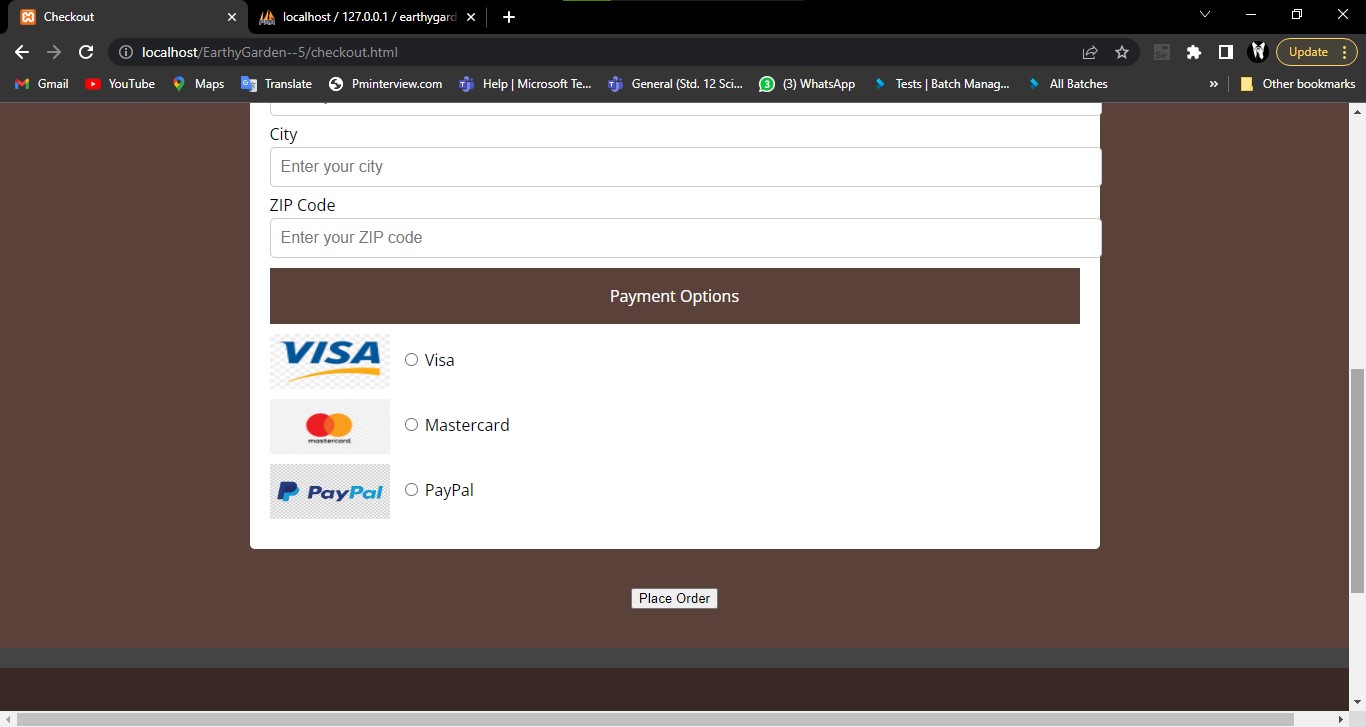 Checkout
localhost / 127.0.0.1 / earthygard
localhost/EarthyGarden--5/checkout.html
Update
Gmail
YouTube
Maps
Translate
Pminterview.com
Help | Microsoft Te...
General (Std. 12 Sci...
3
(3) WhatsApp
Tests | Batch Manag...
All Batches
»
Other bookmarks
City
Enter your city
ZIP Code
Enter your ZIP code
Payment Options
VISA
Visa
mastercard.
Mastercard
PayPal
PayPal
Place Order